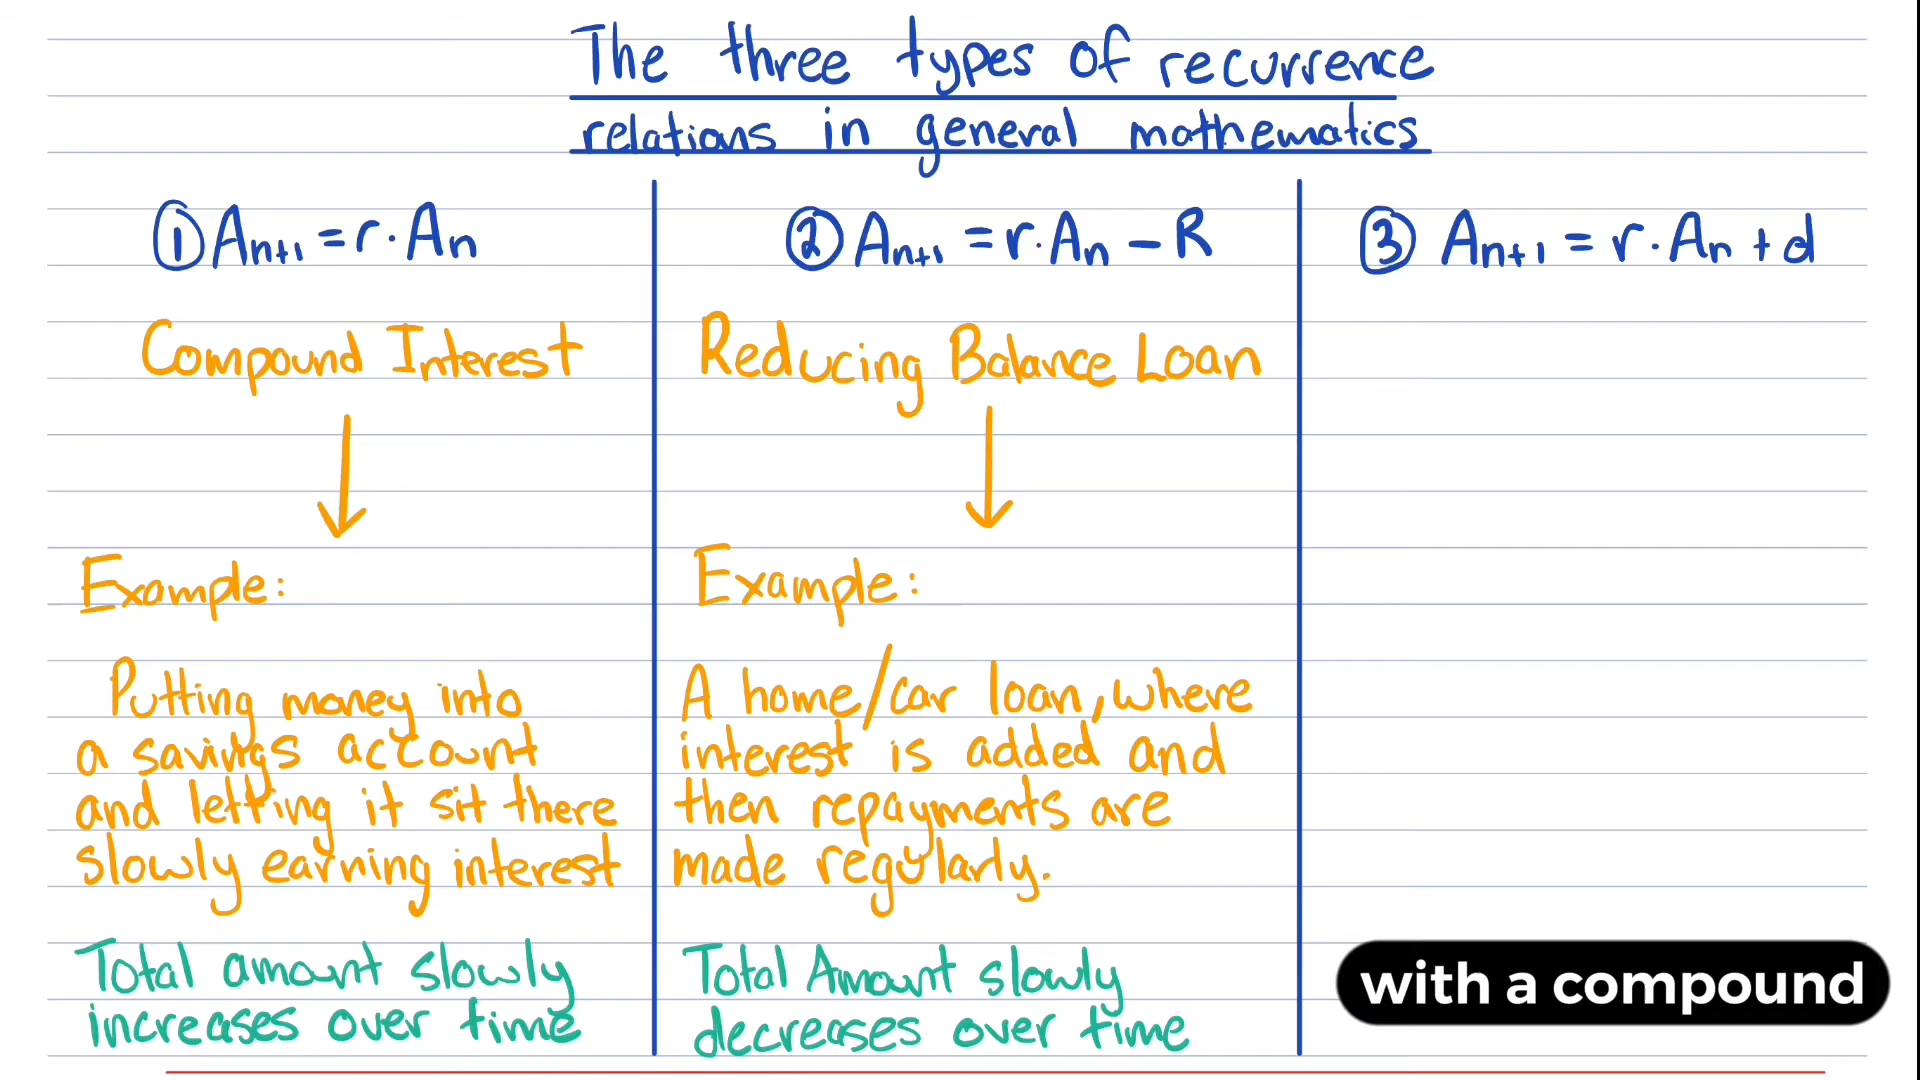 The three types of recurrence
relations in general mathematics
① Aₙ₊₁ = r · Aₙ
Compound Interest
Example:
Putting money into
a savings account
and letting it sit there
slowly earning interest
Total amount slowly
increases over time
② Aₙ₊₁ = r · Aₙ − R
Reducing Balance Loan
Example:
A home/car loan, where
interest is added and
then repayments are
made regularly.
Total Amount slowly
decreases over time
③ Aₙ₊₁ = r · Aₙ + d
with a compound